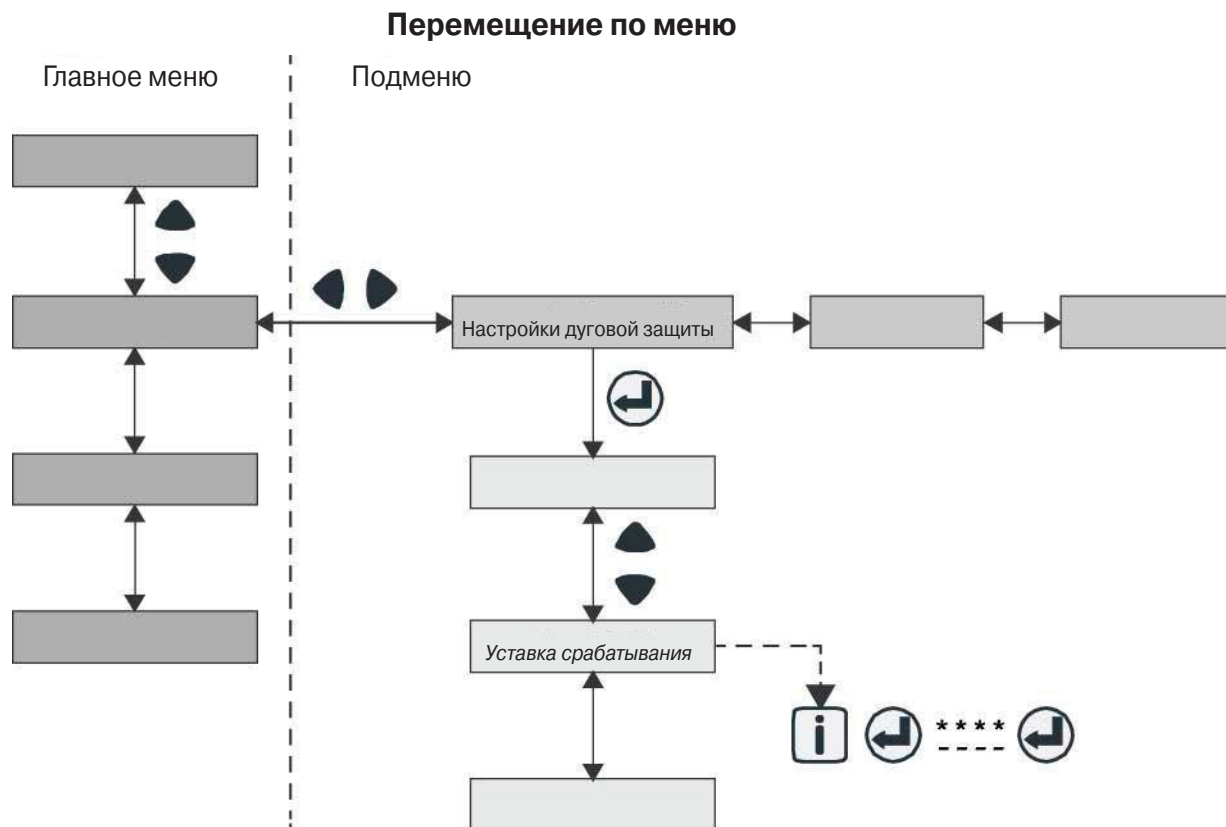 Перемещение по меню
Главное меню
Подменю
Настройки дуговой защиты
Уставка срабатывания
i ****